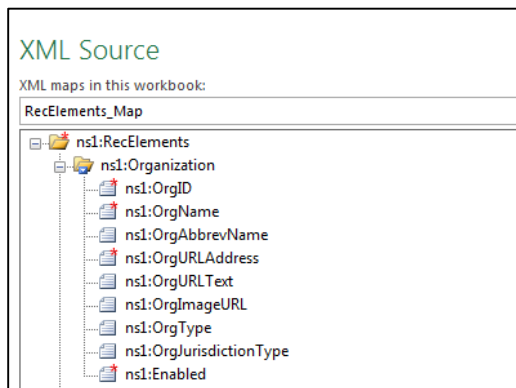 XML Source
XML maps in this workbook:
RecElements_Map
ns1:RecElements
ns1:Organization
ns1:OrgID
ns1:OrgName
ns1:OrgAbbrevName
ns1:OrgURLAddress
ns1:OrgURLText
ns1:OrgImageURL
ns1:OrgType
ns1:OrgJurisdictionType
ns1:Enabled